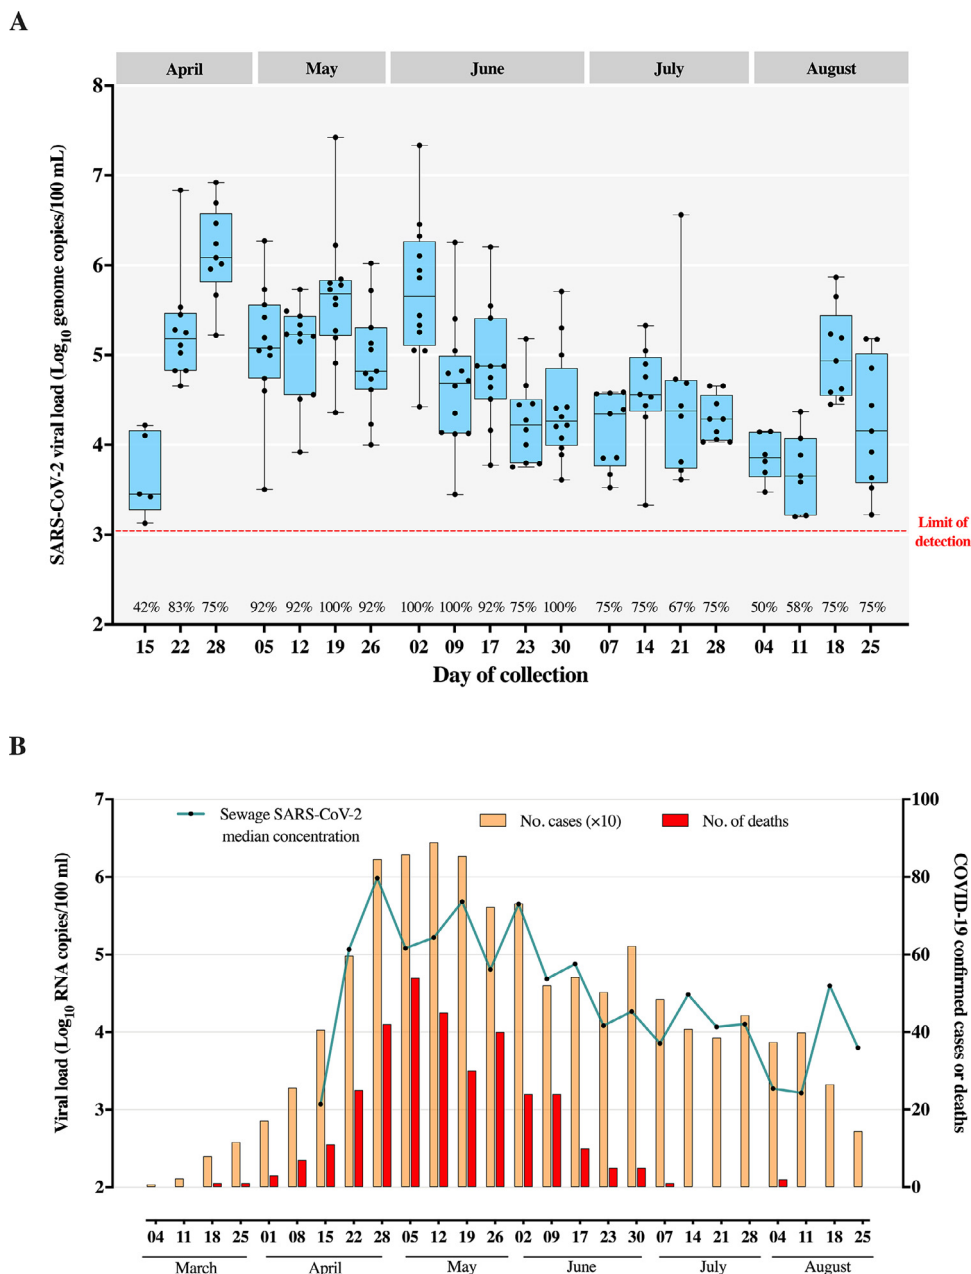 A
April May June July August
8
7
6
5
4
3
2
SARS-CoV-2 viral load (Log10 genome copies/100 mL)
Limit of
detection
42% 83% 75% 92% 92% 100% 92% 100% 100% 92% 75% 100% 75% 75% 67% 75% 50% 58% 75% 75%
15 22 28 05 12 19 26 02 09 17 23 30 07 14 21 28 04 11 18 25
Day of collection
B
Sewage SARS-CoV-2
median concentration
No. cases (×10)
No. of deaths
7
6
5
4
3
2
Viral load (Log10 RNA copies/100 ml)
100
80
60
40
20
0
COVID-19 confirmed
cases or deaths
04 11 18 25 01 08 15 22 28 05 12 19 26 02 09 17 23 30 07 14 21 28 04 11 18 25
March April May June July August